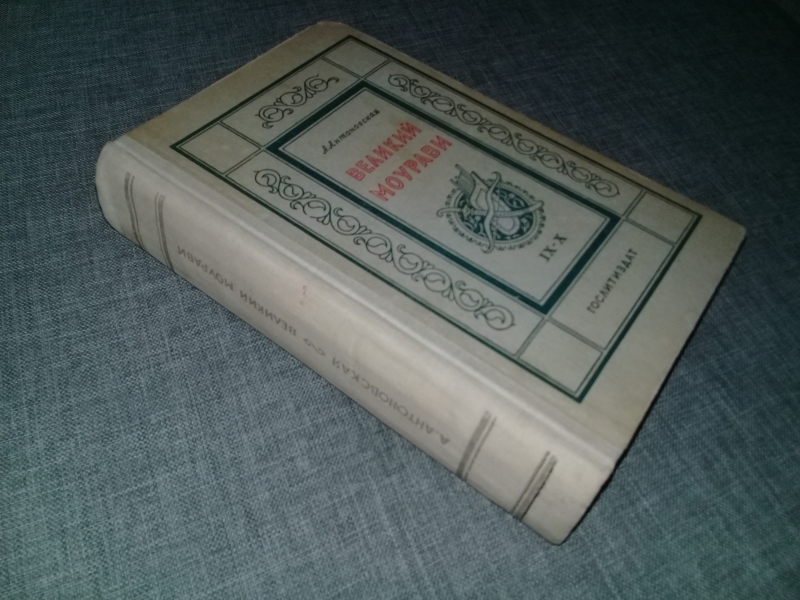 А.Антоновская
ВЕЛИКИЙ
МОУРАВИ
IX-X
ГОСЛИТИЗДАТ
А.АНТОНОВСКАЯ ВЕЛИКИЙ МОУРАВИ